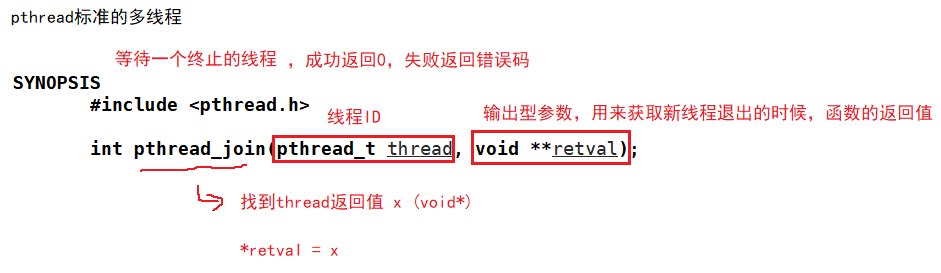 pthread标准的多线程
等待一个终止的线程 ，成功返回0，失败返回错误码
SYNOPSIS
#include <pthread.h>
线程ID
输出型参数，用来获取新线程退出的时候，函数的返回值
int pthread_join(pthread_t thread, void **retval);
找到thread返回值 x (void*)
*retval = x